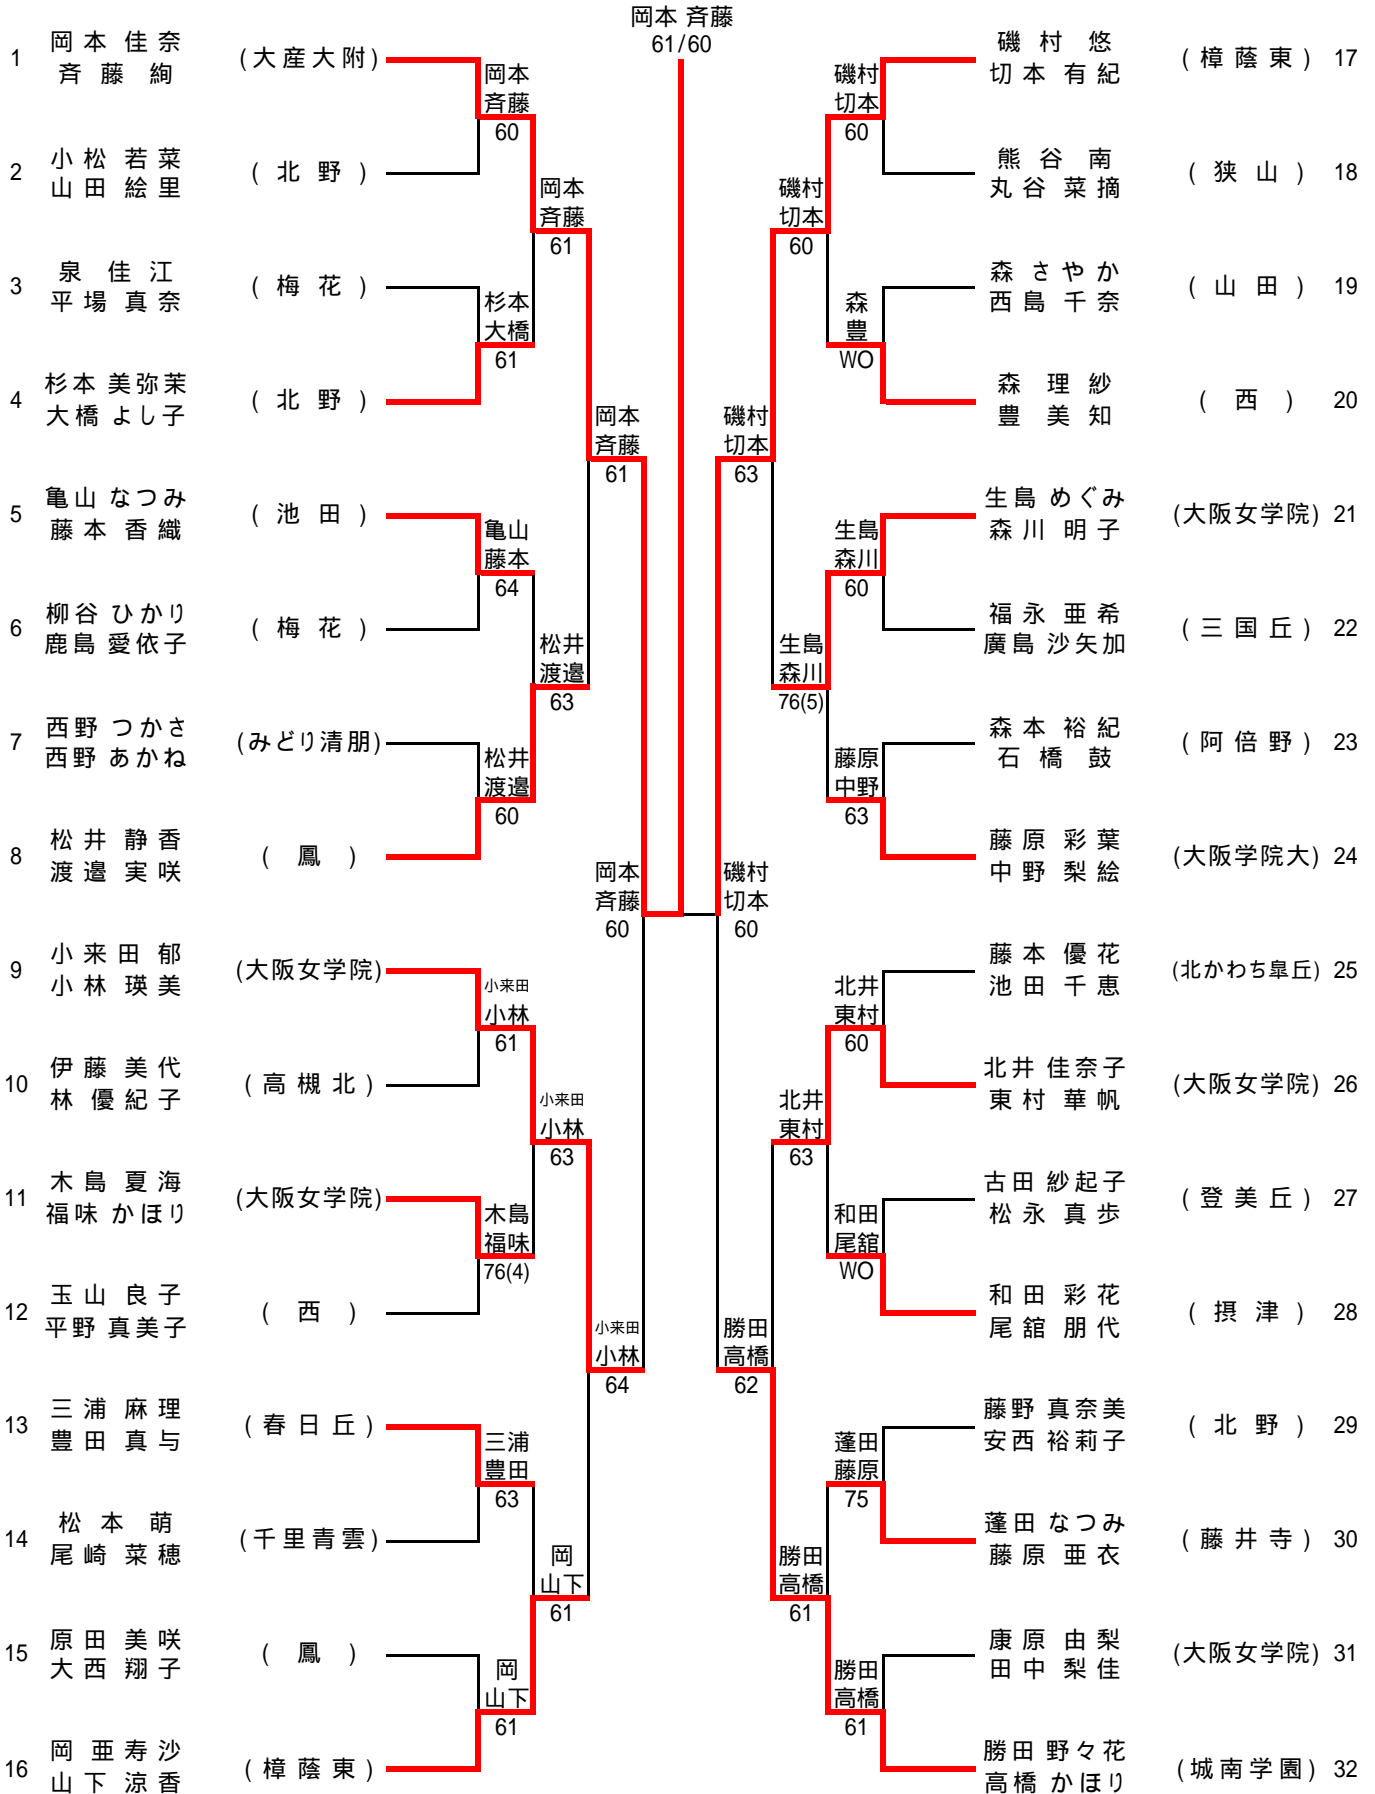 岡本 斉藤
61/60
1 岡本 佳奈 (大産大附)
斉藤 絢
2 小松 若菜 (北野)
山田 絵里
3 泉 佳江 (梅花)
平場 真奈
4 杉本 美弥茉 (北野)
大橋 よし子
5 亀山 なつみ (池田)
藤本 香織
6 柳谷 ひかり (梅花)
鹿島 愛依子
7 西野 つかさ (みどり清朋)
西野 あかね
8 松井 静香 (鳳)
渡邉 実咲
9 小来田 郁 (大阪女学院)
小林 瑛美
10 伊藤 美代 (高槻北)
林 優紀子
11 木島 夏海 (大阪女学院)
福味 かほり
12 玉山 良子 (西)
平野 真美子
13 三浦 麻理 (春日丘)
豊田 真与
14 松本 萌 (千里青雲)
尾崎 菜穂
15 原田 美咲 (鳳)
大西 翔子
16 岡 亜寿沙 (樟蔭東)
山下 涼香
岡本
斉藤
60
杉本
大橋
61
亀山
藤本
64
松井
渡邉
60
小来田
小林
61
木島
福味
76(4)
三浦
豊田
63
岡
山下
61
岡本
斉藤
61
松井
渡邉
63
小来田
小林
63
岡
山下
61
岡本
斉藤
61
小来田
小林
64
岡本
斉藤
60
磯村
切本
60
磯村
切本
63
勝田
高橋
62
磯村
切本
60
生島
森川
76(5)
北井
東村
63
勝田
高橋
61
磯村
切本
60
森
豊
WO
生島
森川
60
藤原
中野
63
北井
東村
60
和田
尾舘
WO
蓬田
藤原
75
勝田
高橋
61
磯村 悠 (樟蔭東) 17
切本 有紀
熊谷 南 (狭山) 18
丸谷 菜摘
森 さやか (山田) 19
西島 千奈
森 理紗 (西) 20
豊 美知
生島 めぐみ (大阪女学院) 21
森川 明子
福永 亜希 (三国丘) 22
廣島 沙矢加
森本 裕紀 (阿倍野) 23
石橋 鼓
藤原 彩葉 (大阪学院大) 24
中野 梨絵
藤本 優花 (北かわち皐丘) 25
池田 千恵
北井 佳奈子 (大阪女学院) 26
東村 華帆
古田 紗起子 (登美丘) 27
松永 真歩
和田 彩花 (摂津) 28
尾舘 朋代
藤野 真奈美 (北野) 29
安西 裕莉子
蓬田 なつみ (藤井寺) 30
藤原 亜衣
康原 由梨 (大阪女学院) 31
田中 梨佳
勝田 野々花 (城南学園) 32
高橋 かほり